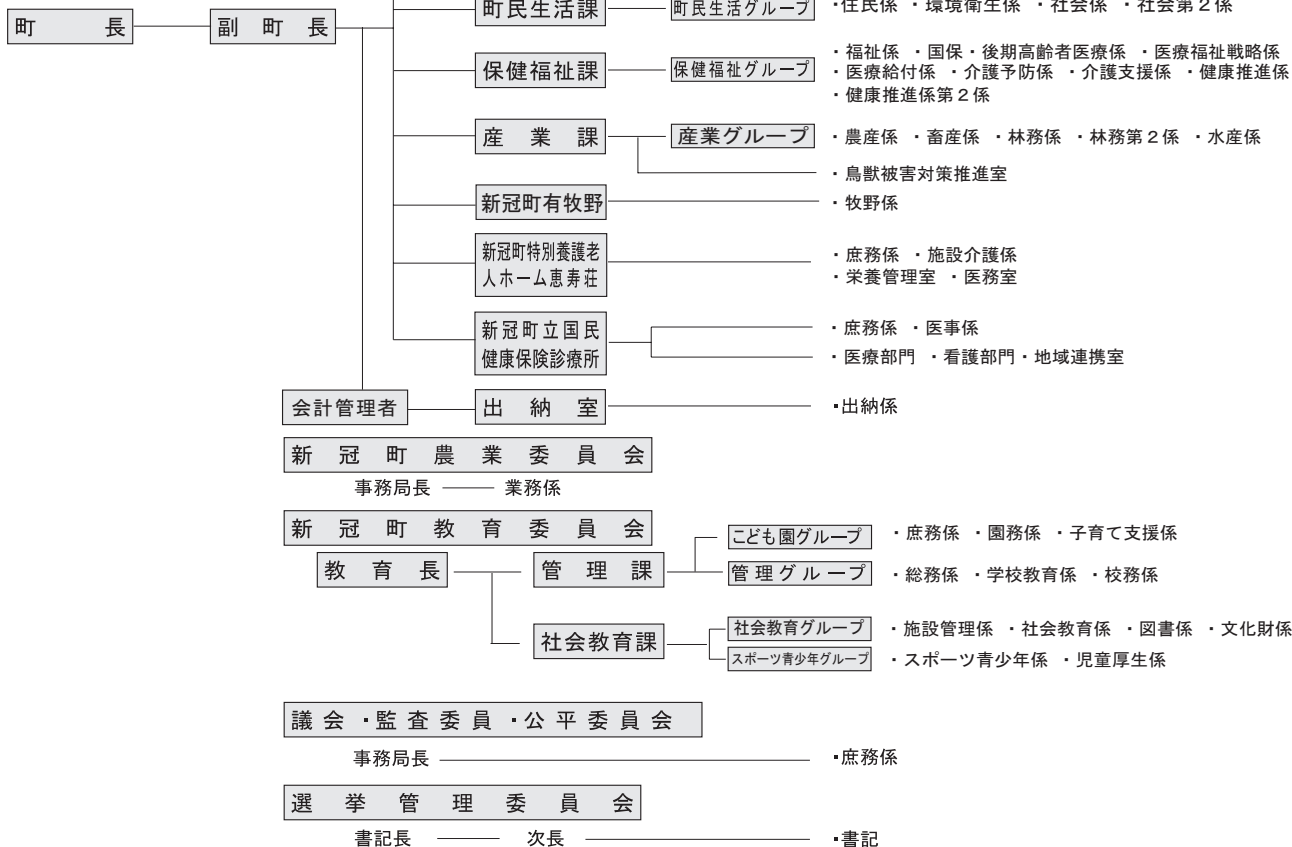 町民生活課 町民生活グループ ・住民係 ・環境衛生係 ・社会係 ・社会第２係
町長 副町長
保健福祉課 保健福祉グループ
・福祉係 ・国保・後期高齢者医療係 ・医療福祉戦略係
・医療給付係 ・介護予防係 ・介護支援係 ・健康推進係
・健康推進係第２係
産業課 産業グループ ・農産係 ・畜産係 ・林務係 ・林務第２係 ・水産係
・鳥獣被害対策推進室
新冠町有牧野 ・牧野係
新冠町特別養護老
人ホーム恵寿荘
・庶務係 ・施設介護係
・栄養管理室 ・医務室
新冠町立国民
健康保険診療所
・庶務係 ・医事係
・医療部門 ・看護部門・地域連携室
会計管理者 出納室 ・出納係
新冠町農業委員会
事務局長 業務係
新冠町教育委員会
教育長 管理課
こども園グループ ・庶務係 ・園務係 ・子育て支援係
管理グループ ・総務係 ・学校教育係 ・校務係
社会教育課
社会教育グループ ・施設管理係 ・社会教育係 ・図書係 ・文化財係
スポーツ青少年グループ ・スポーツ青少年係 ・児童厚生係
議会・監査委員・公平委員会
事務局長 ・庶務係
選挙管理委員会
書記長 次長 ・書記